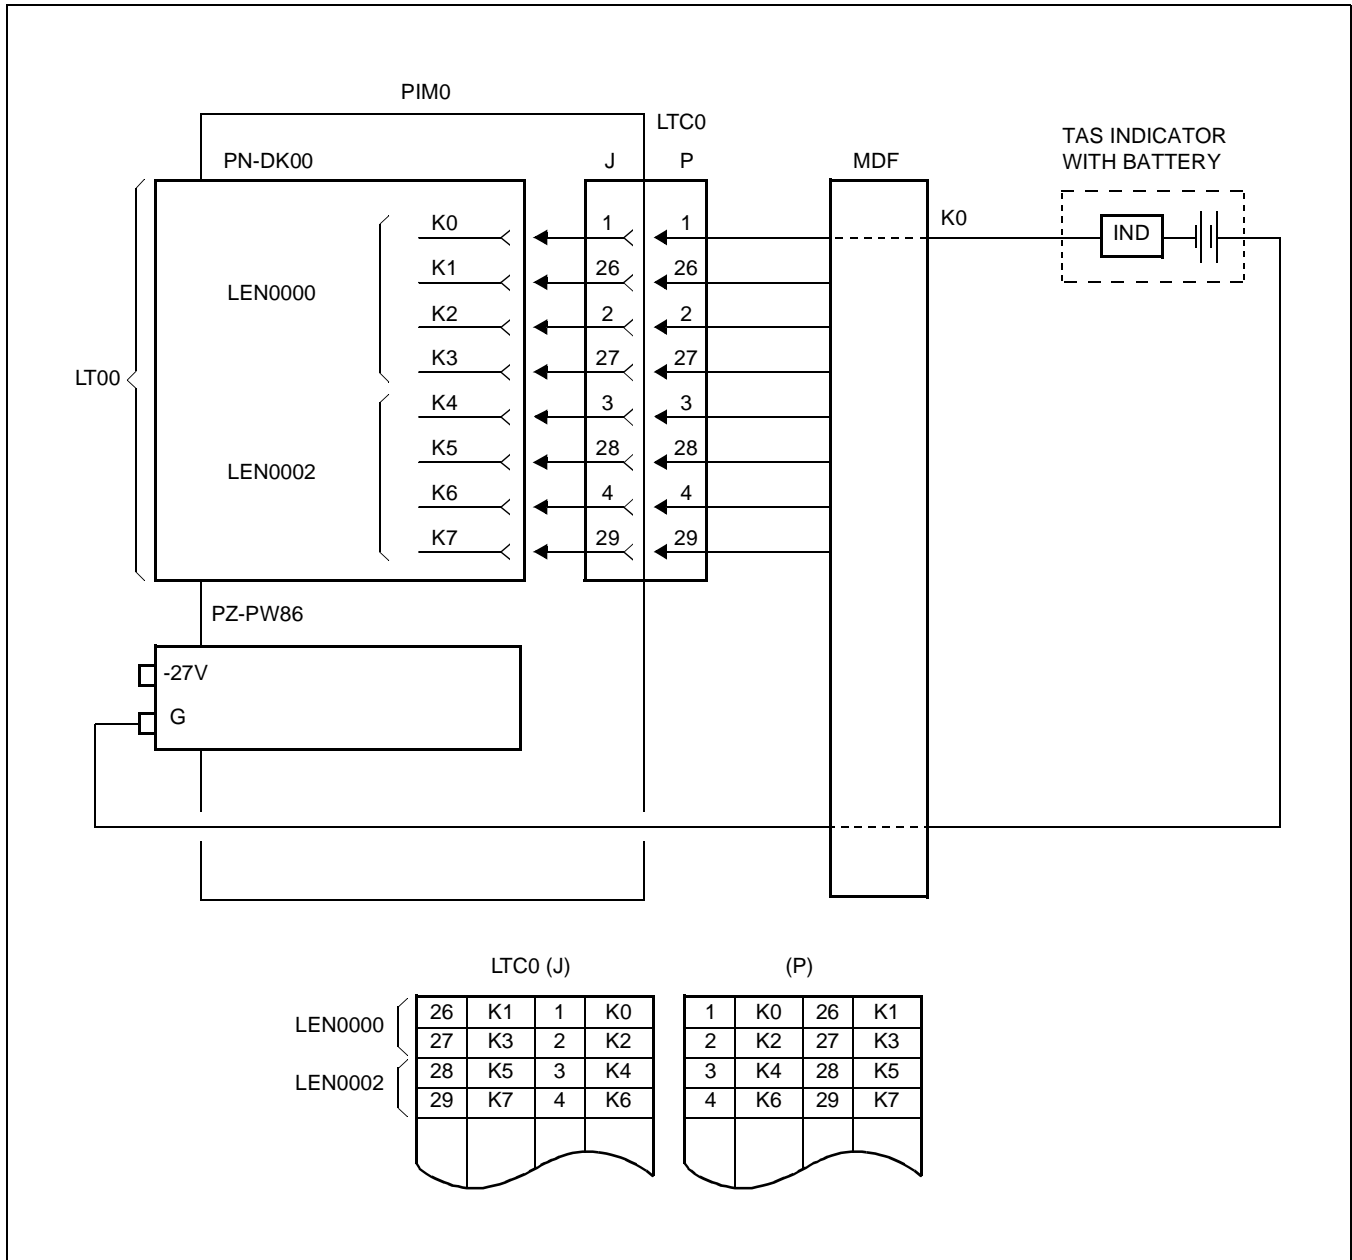 PIM0
LTC0
TAS INDICATOR
WITH BATTERY
PN-DK00 J P MDF
K0 1 1 K0 IND
K1 26 26
LEN0000
K2 2 2
K3 27 27
LT00
K4 3 3
K5 28 28
LEN0002
K6 4 4
K7 29 29
PZ-PW86
-27V
G
LTC0 (J) (P)
LEN0000
26 K1 1 K0 1 K0 26 K1
27 K3 2 K2 2 K2 27 K3
LEN0002
28 K5 3 K4 3 K4 28 K5
29 K7 4 K6 4 K6 29 K7